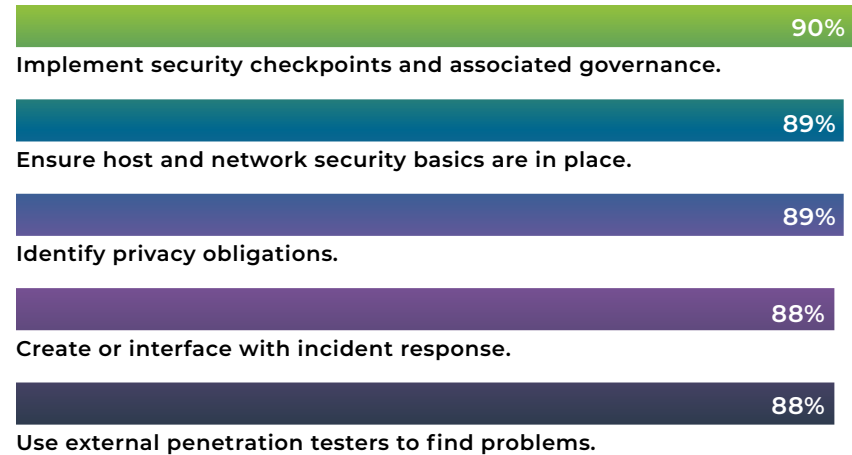 90%
Implement security checkpoints and associated governance.
89%
Ensure host and network security basics are in place.
89%
Identify privacy obligations.
88%
Create or interface with incident response.
88%
Use external penetration testers to find problems.